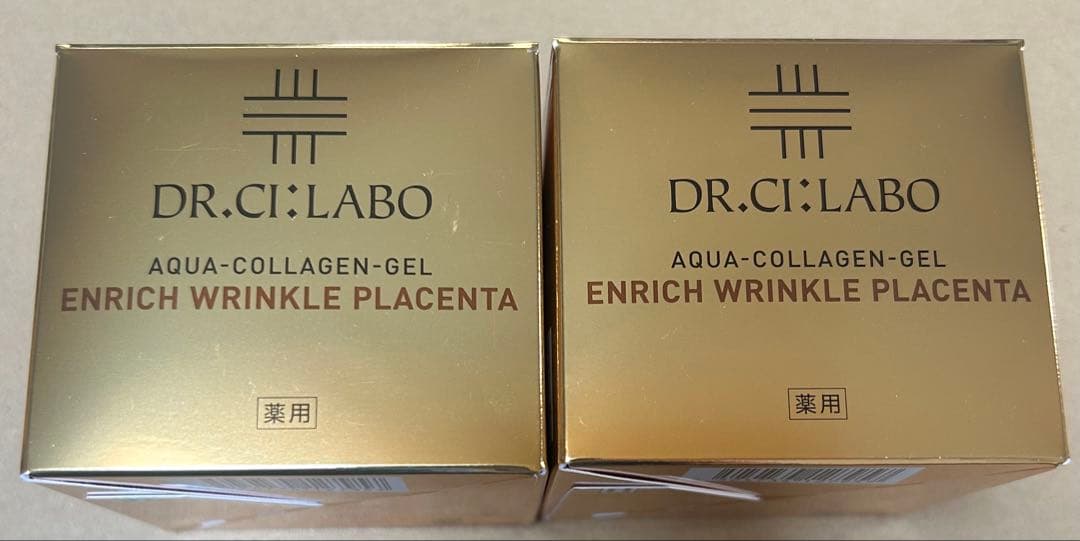 DR.CI:LABO
AQUA-COLLAGEN-GEL
ENRICH WRINKLE PLACENTA
薬用
DR.CI:LABO
AQUA-COLLAGEN-GEL
ENRICH WRINKLE PLACENTA
薬用